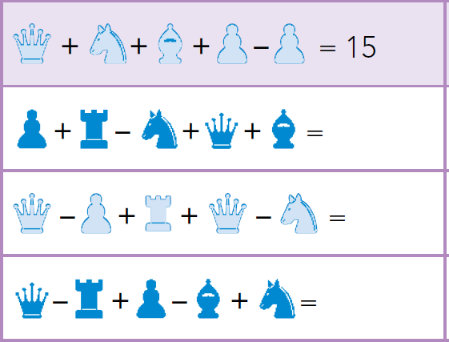 ♕ + ♘ + ♗ + ♙ – ♙ = 15
♟ + ♜ – ♞ + ♛ + ♝ =
♕ – ♙ + ♖ + ♕ – ♘ =
♛ – ♜ + ♟ – ♝ + ♞ =